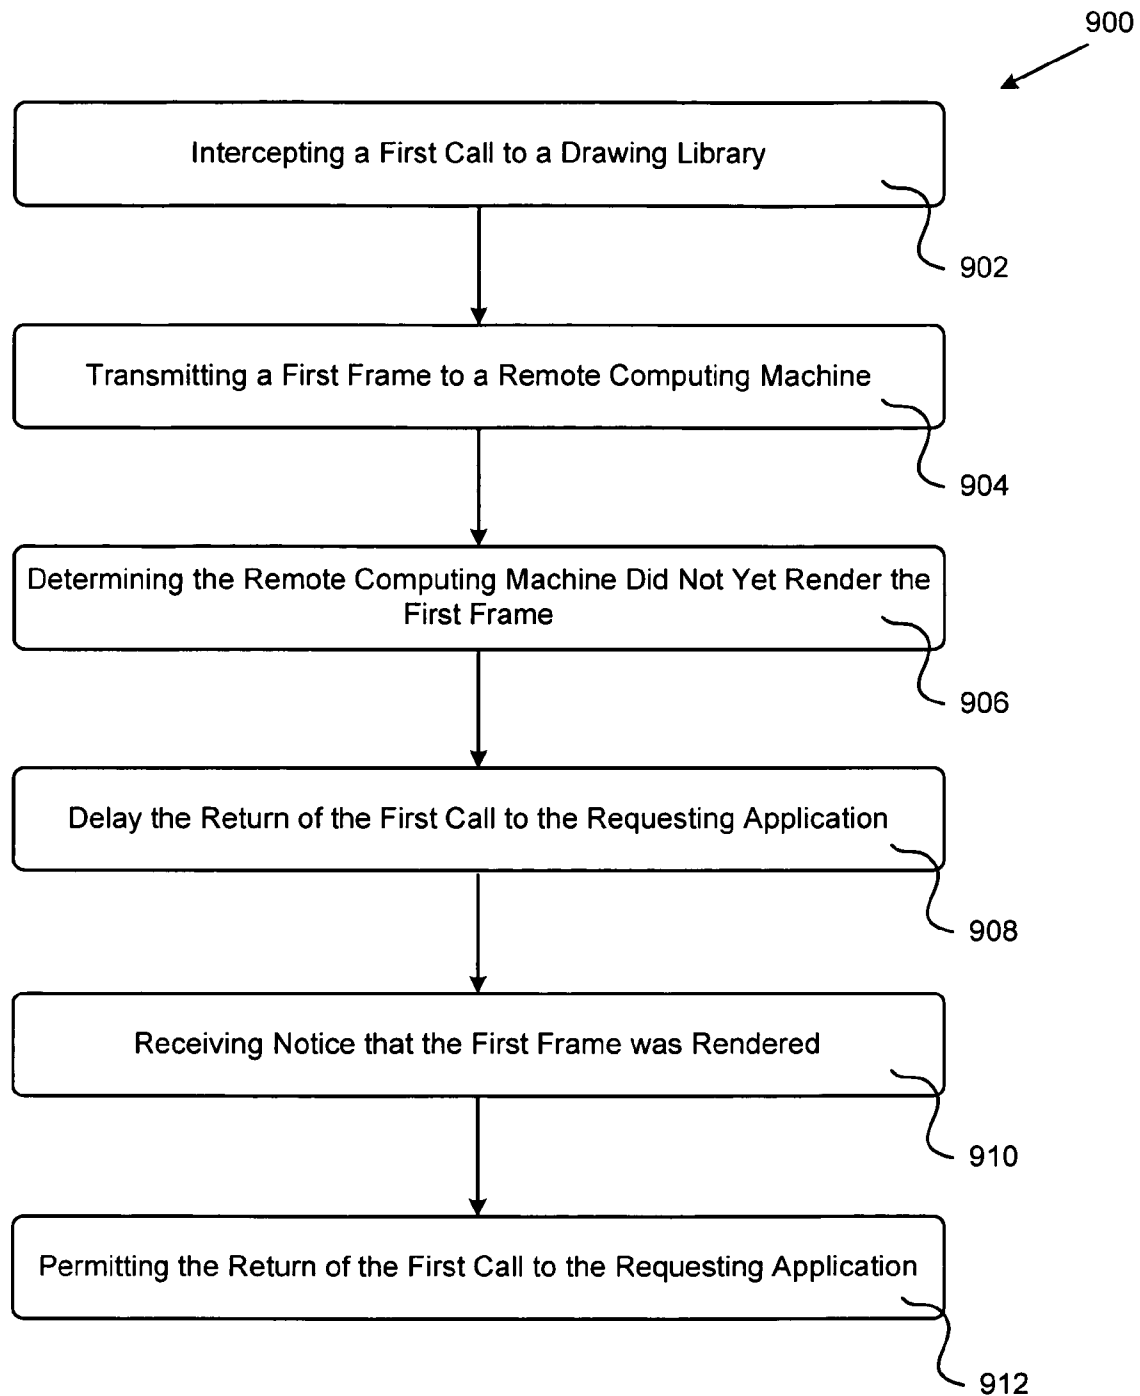 900
Intercepting a First Call to a Drawing Library
902
Transmitting a First Frame to a Remote Computing Machine
904
Determining the Remote Computing Machine Did Not Yet Render the
First Frame
906
Delay the Return of the First Call to the Requesting Application
908
Receiving Notice that the First Frame was Rendered
910
Permitting the Return of the First Call to the Requesting Application
912